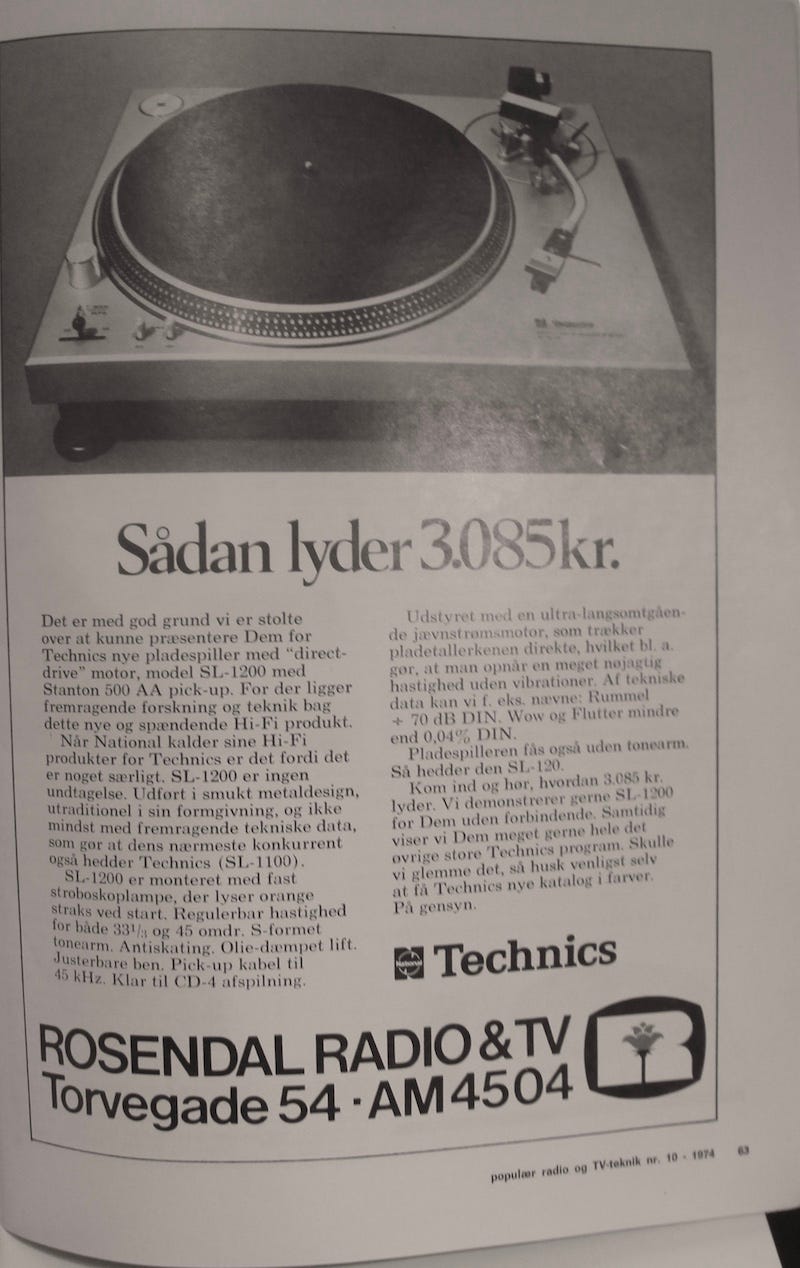 Sådan lyder 3.085kr.
Det er med god grund vi er stolte
over at kunne præsentere Dem for
Technics nye pladespiller med “direct-
drive” motor, model SL-1200 med
Stanton 500 AA pick-up. For der ligger
fremragende forskning og teknik bag
dette nye og spændende Hi-Fi produkt.
Når National kalder sine Hi-Fi
produkter for Technics er det fordi det
er noget særligt. SL-1200 er ingen
undtagelse. Udført i smukt metaldesign,
utraditionel i sin formgivning, og ikke
mindst med fremragende tekniske data,
som gør at dens nærmeste konkurrent
også hedder Technics (SL-1100).
SL-1200 er monteret med fast
stroboskoplampe, der lyser orange
straks ved start. Regulerbar hastighed
for både 33¹/₃ og 45 omdr. S-formet
tonearm. Antiskating. Olie-dæmpet lift.
Justerbare ben. Pick-up kabel til
45 kHz. Klar til CD-4 afspilning.
Udstyret med en ultra-langsomtgåen-
de jævnstrømsmotor, som trækker
pladetallerkenen direkte, hvilket bl. a.
gør, at man opnår en meget nøjagtig
hastighed uden vibrationer. Af tekniske
data kan vi f. eks. nævne: Rummel
÷ 70 dB DIN. Wow og Flutter mindre
end 0,04% DIN.
Pladespilleren fås også uden tonearm.
Så hedder den SL-120.
Kom ind og hør, hvordan 3.085 kr.
lyder. Vi demonstrerer gerne SL-1200
for Dem uden forbindende. Samtidig
viser vi Dem meget gerne hele det
øvrige store Technics program. Skulle
vi glemme det, så husk venligst selv
at få Technics nye katalog i farver.
På gensyn.
National Technics
ROSENDAL RADIO & TV
Torvegade 54 · AM 4504
populær radio og TV-teknik nr. 10 - 1974 63